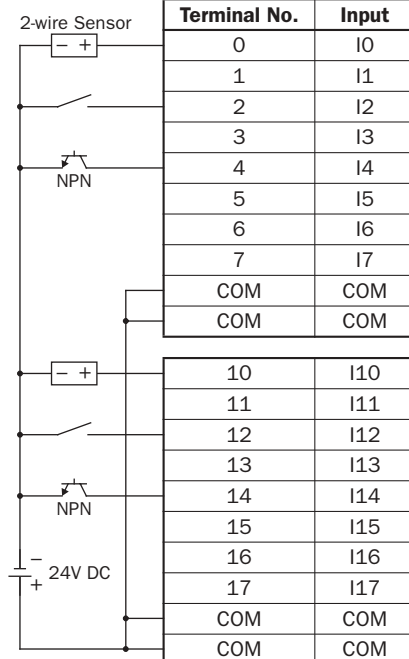 2-wire Sensor
Terminal No. Input
− + 0 I0
1 I1
2 I2
3 I3
NPN 4 I4
5 I5
6 I6
7 I7
COM COM
COM COM
− + 10 I10
11 I11
12 I12
13 I13
NPN 14 I14
15 I15
− 24V DC + 16 I16
17 I17
COM COM
COM COM